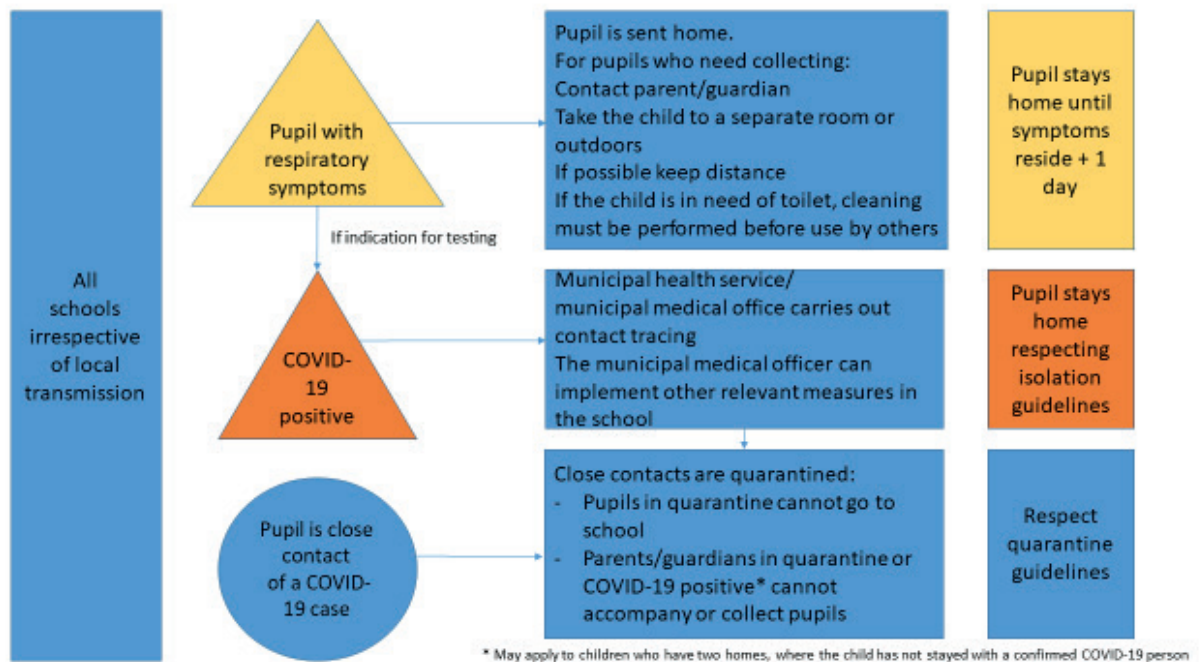 All
schools
irrespective
of local
transmission
Pupil with
respiratory
symptoms
Pupil is sent home.
For pupils who need collecting:
Contact parent/guardian
Take the child to a separate room or
outdoors
If possible keep distance
If the child is in need of toilet, cleaning
must be performed before use by others
Pupil stays
home until
symptoms
reside + 1
day
If indication for testing
COVID-
19
positive
Municipal health service/
municipal medical office carries out
contact tracing
The municipal medical officer can
implement other relevant measures in
the school
Pupil stays
home
respecting
isolation
guidelines
Pupil is close
contact
of a COVID-
19 case
Close contacts are quarantined:
- Pupils in quarantine cannot go to
school
- Parents/guardians in quarantine or
COVID-19 positive* cannot
accompany or collect pupils
Respect
quarantine
guidelines
* May apply to children who have two homes, where the child has not stayed with a confirmed COVID-19 person